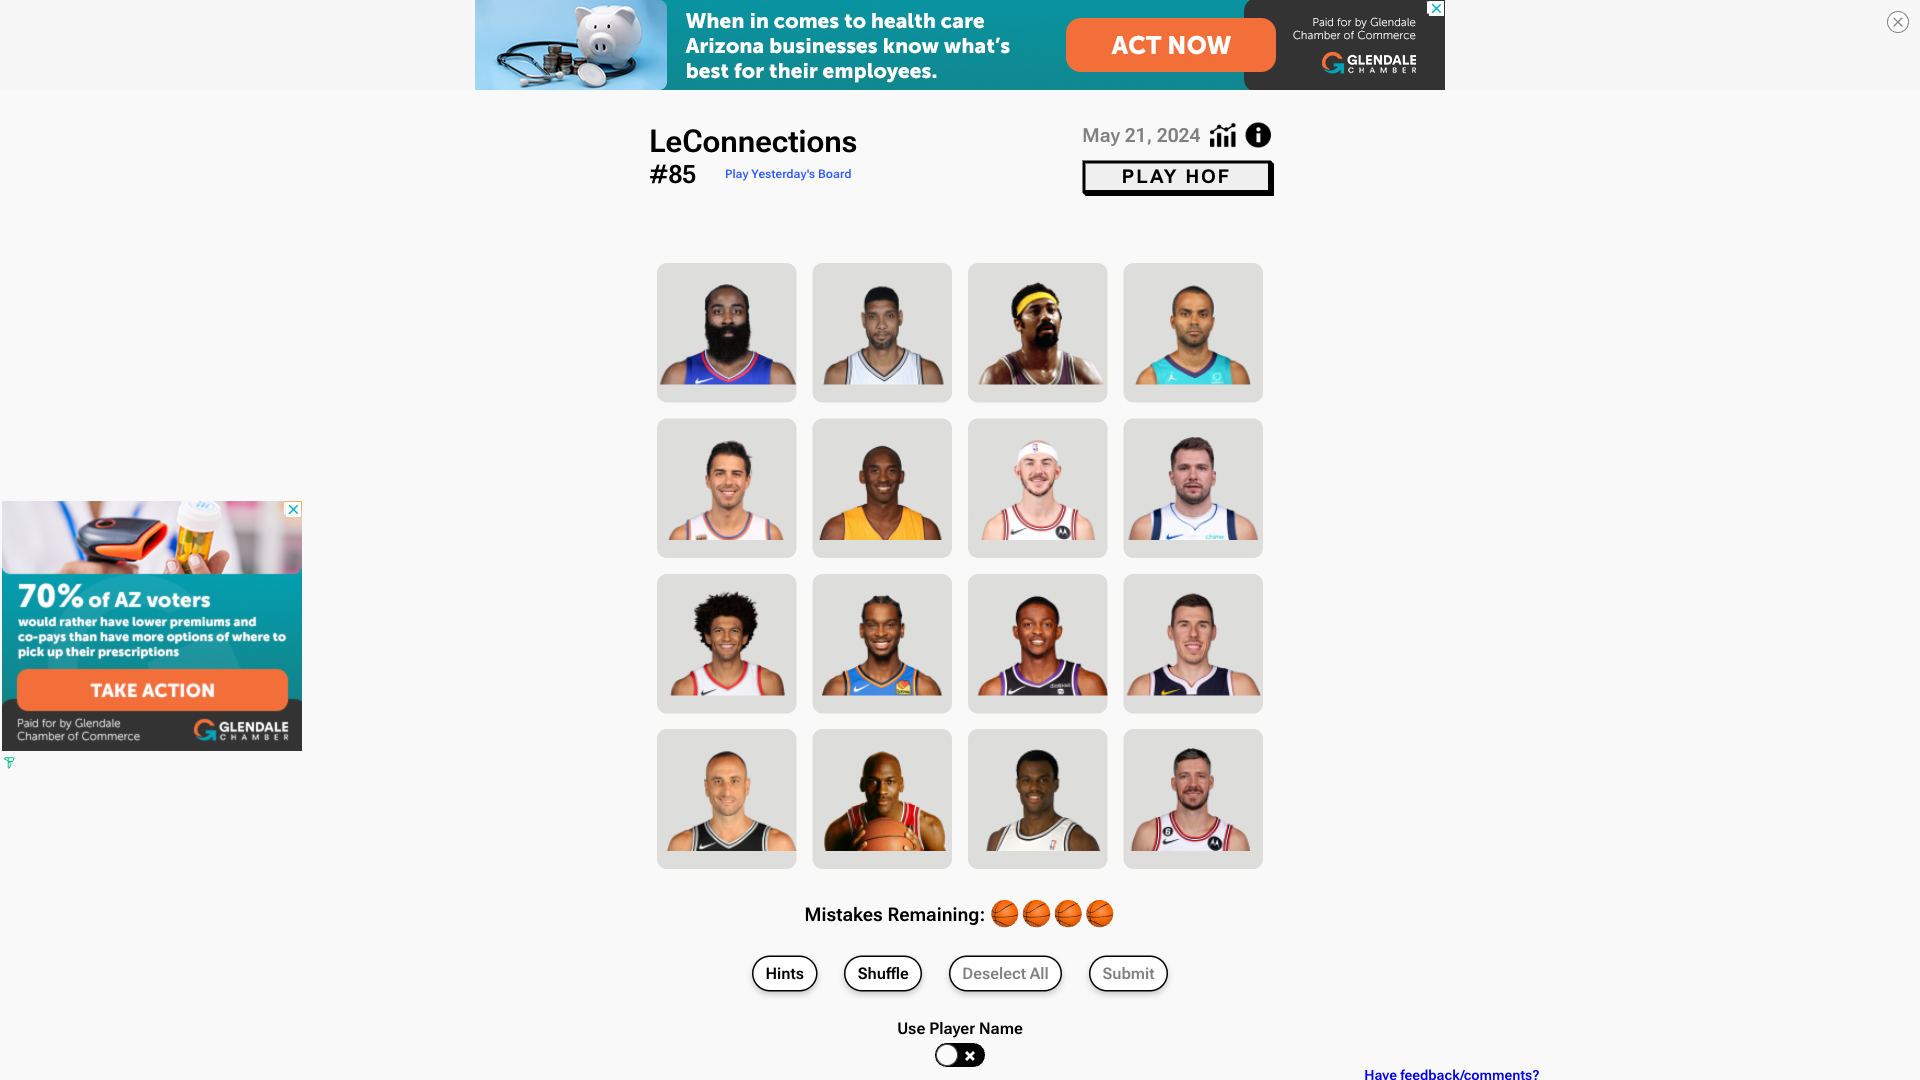 When in comes to health care
Arizona businesses know what's
best for their employees.
ACT NOW
Paid for by Glendale
Chamber of Commerce
GLENDALE
CHAMBER
LeConnections
#85
Play Yesterday's Board
May 21, 2024
PLAY HOF
70% of AZ voters
would rather have lower premiums and
co-pays than have more options of where to
pick up their prescriptions
TAKE ACTION
Paid for by Glendale
Chamber of Commerce
GLENDALE
CHAMBER
Mistakes Remaining:
Hints
Shuffle
Deselect All
Submit
Use Player Name
Have feedback/comments?